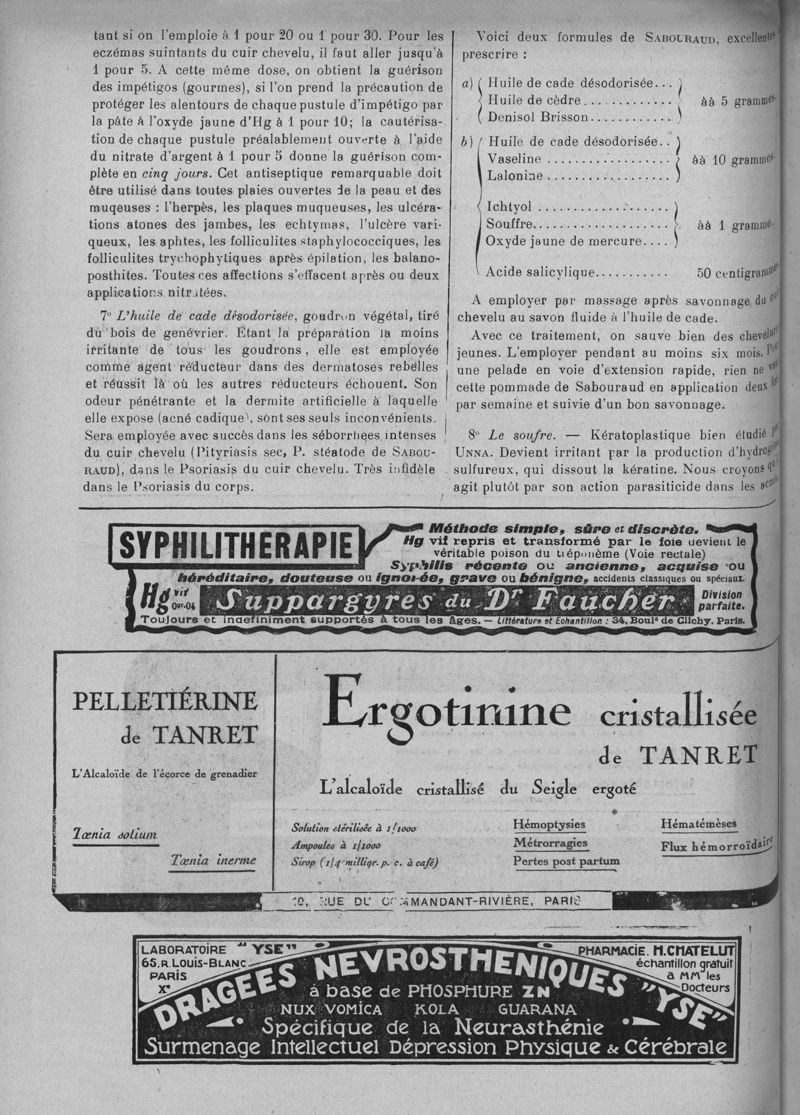 tant si on l'emploie à 1 pour 20 ou 1 pour 30. Pour les
eczémas suintants du cuir chevelu, il faut aller jusqu'à
1 pour 5. A cette même dose, on obtient la guérison
des impétigos (gourmes), si l'on prend la précaution de
protéger les alentours de chaque pustule d'impétigo par
la pâte à l'oxyde jaune d'Hg à 1 pour 10; la cautérisa-
tion de chaque pustule préalablement ouverte à l'aide
du nitrate d'argent à 1 pour 5 donne la guérison com-
plète en cinq jours. Cet antiseptique remarquable doit
être utilisé dans toutes plaies ouvertes de la peau et des
muqeuses : l'herpès, les plaques muqueuses, les ulcéra-
tions atones des jambes, les echtymas, l'ulcère vari-
queux, les aphtes, les folliculites staphylococciques, les
folliculites trychophytiques après épilation, les balano-
posthites. Toutes ces affections s'effacent après ou deux
applications nitratées.
7° L'huile de cade désodorisée, goudron végétal, tiré
du bois de genévrier. Étant la préparation la moins
irritante de tous les goudrons, elle est employée
comme agent réducteur dans des dermatoses rebelles
et réussit là où les autres réducteurs échouent. Son
odeur pénétrante et la dermite artificielle à laquelle
elle expose (acné cadique), sont ses seuls inconvénients.
Sera employée avec succès dans les séborrhées intenses
du cuir chevelu (Pityriasis sec, P. stéatode de SABOU-
RAUD), dans le Psoriasis du cuir chevelu. Très infidèle
dans le Psoriasis du corps.
Voici deux formules de SABOURAUD, excellentes
prescrire :
a) Huile de cade désodorisée...
Huile de cèdre............. àà 5 grammes.
Denisol Brisson............
b) Huile de cade désodorisée..
Vaseline .................. àà 10 grammes.
Lalonine ..................
Ichtyol ...................
Souffre.................... àà 1 gramme.
Oxyde jaune de mercure....
Acide salicylique........... 50 centigrammes
A employer par massage après savonnage, du
chevelu au savon fluide à l'huile de cade.
Avec ce traitement, on sauve bien des chevelures
jeunes. L'employer pendant au moins six mois.
une pelade en voie d'extension rapide, rien ne
cette pommade de Sabouraud en application deux
par semaine et suivie d'un bon savonnage.
8° Le soufre. — Kératoplastique bien étudié
UNNA. Devient irritant par la production d'hydrogène
sulfureux, qui dissout la kératine. Nous croyons
agit plutôt par son action parasiticide dans les
SYPHILITHÉRAPIE
Méthode simple, sûre et discrète.
Hg vif repris et transformé par le foie devient le
véritable poison du tréponème (Voie rectale)
Syphilis récente ou ancienne, acquise ou
héréditaire, douteuse ou ignorée, grave ou bénigne, accidents classiques ou spéciaux.
Hg vif 0gr.04 Suppargyres du Dr Faucher Division parfaite.
Toujours et indéfiniment supportés à tous les âges. — Littérature et Échantillon : 34, Boulᵈ de Clichy. Paris.
PELLETIÉRINE
de TANRET
L'Alcaloïde de l'écorce de grenadier
Tœnia solium
Tœnia inerme
Ergotinine cristallisée
de TANRET
L'alcaloïde cristallisé du Seigle ergoté
Solution stérilisée à 1/1000
Ampoules à 1/1000
Sirop (1/4 milligr. p. c. à café)
Hémoptysies
Métrorragies
Pertes post partum
Hématémèses
Flux hémorroïdaire
RUE DU COMMANDANT-RIVIÈRE, PARIS
LABORATOIRE "YSE"
65, R. LOUIS-BLANC
PARIS
Xᵉ
PHARMACIE. H. CHATELUT
échantillon gratuit
à MM les
Docteurs
DRAGÉES NEVROSTHENIQUES "YSE"
à base de PHOSPHURE ZN
NUX VOMICA KOLA GUARANA
Spécifique de la Neurasthénie
Surmenage Intellectuel Dépression Physique & Cérébrale